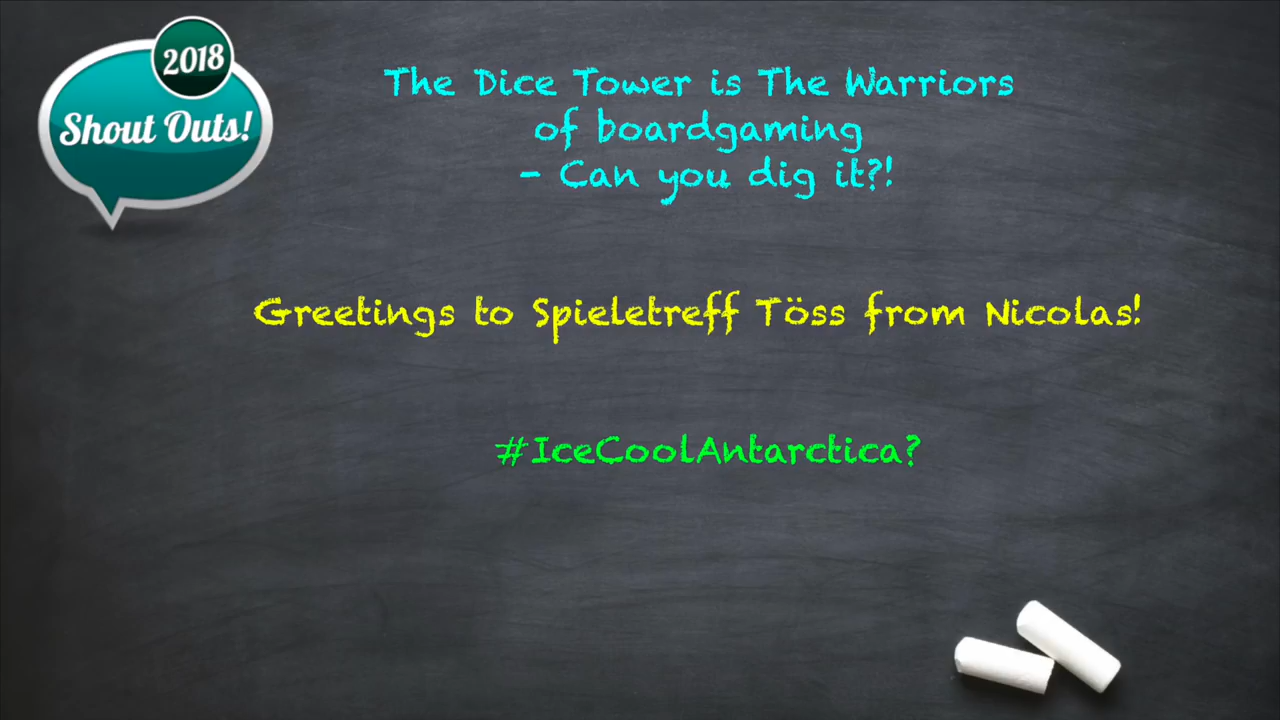 2018
Shout Outs!
The Dice Tower is The Warriors
of boardgaming
- Can you dig it?!
Greetings to Spieletreff Töss from Nicolas!
#IceCoolAntarctica?